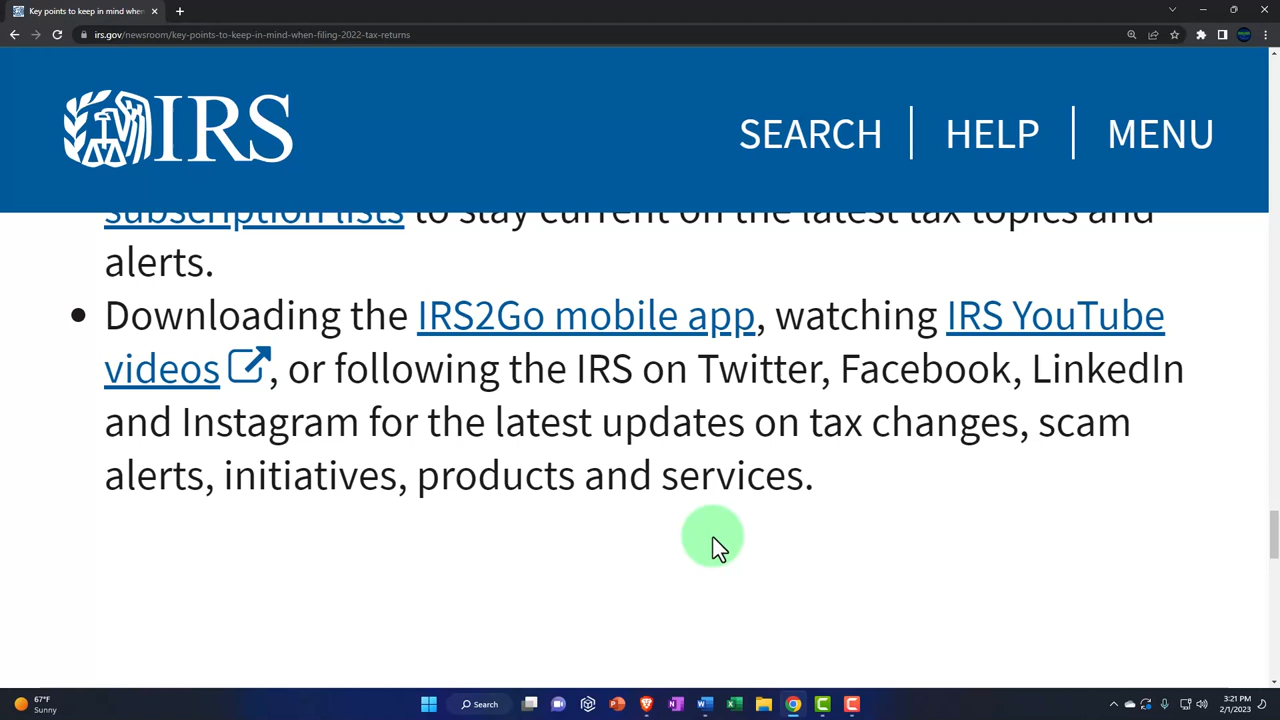 Key points to keep in mind when
irs.gov/newsroom/key-points-to-keep-in-mind-when-filing-2022-tax-returns
IRS
SEARCH
HELP
MENU
subscription lists to stay current on the latest tax topics and
alerts.
Downloading the IRS2Go mobile app, watching IRS YouTube
videos, or following the IRS on Twitter, Facebook, LinkedIn
and Instagram for the latest updates on tax changes, scam
alerts, initiatives, products and services.
67°F
Sunny
Search
3:21 PM
2/1/2023